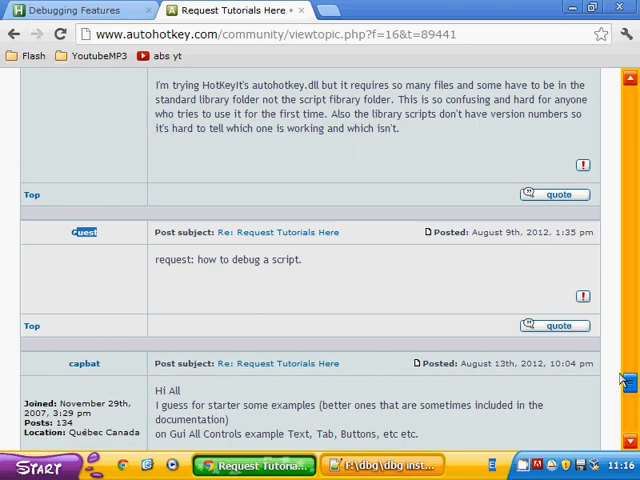 Debugging Features
Request Tutorials Here •
www.autohotkey.com/community/viewtopic.php?f=16&t=89441
Flash
YoutubeMP3
abs yt
I'm trying HotKeyIt's autohotkey.dll but it requires so many files and some have to be in the
standard library folder not the script fibrary folder. This is so confusing and hard for anyone
who tries to use it for the first time. Also the library scripts don't have version numbers so
it's hard to tell which one is working and which isn't.
Top
quote
Guest
Post subject: Re: Request Tutorials Here
Posted: August 9th, 2012, 1:35 pm
request: how to debug a script.
Top
quote
capbat
Post subject: Re: Request Tutorials Here
Posted: August 13th, 2012, 10:04 pm
Joined: November 29th,
2007, 3:29 pm
Posts: 134
Location: Québec Canada
Hi All
I guess for starter some examples (better ones that are sometimes included in the
documentation)
on Gui All Controls example Text, Tab, Buttons, etc etc.
START
Request Tutoria...
F:\dbg\dbg inst...
E
11:16